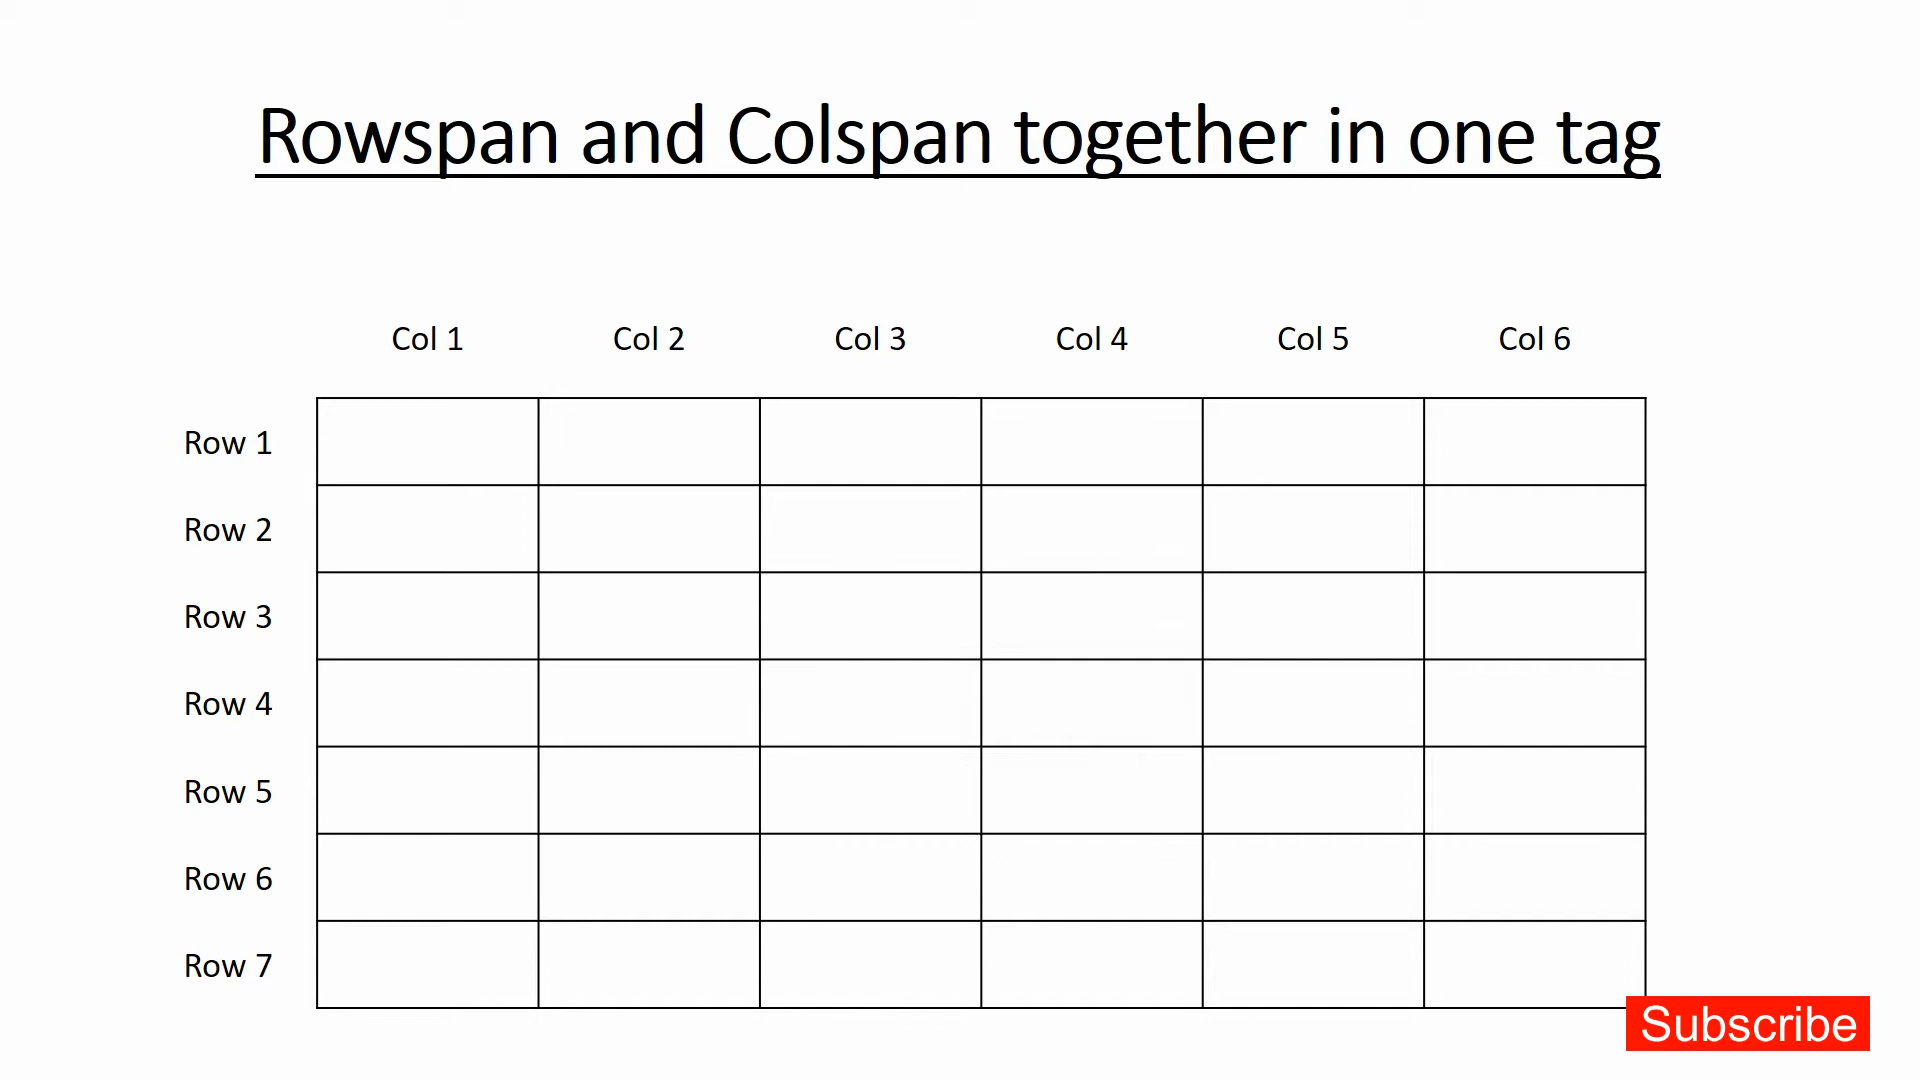 Rowspan and Colspan together in one tag
Col 1 Col 2 Col 3 Col 4 Col 5 Col 6
Row 1
Row 2
Row 3
Row 4
Row 5
Row 6
Row 7
Subscribe